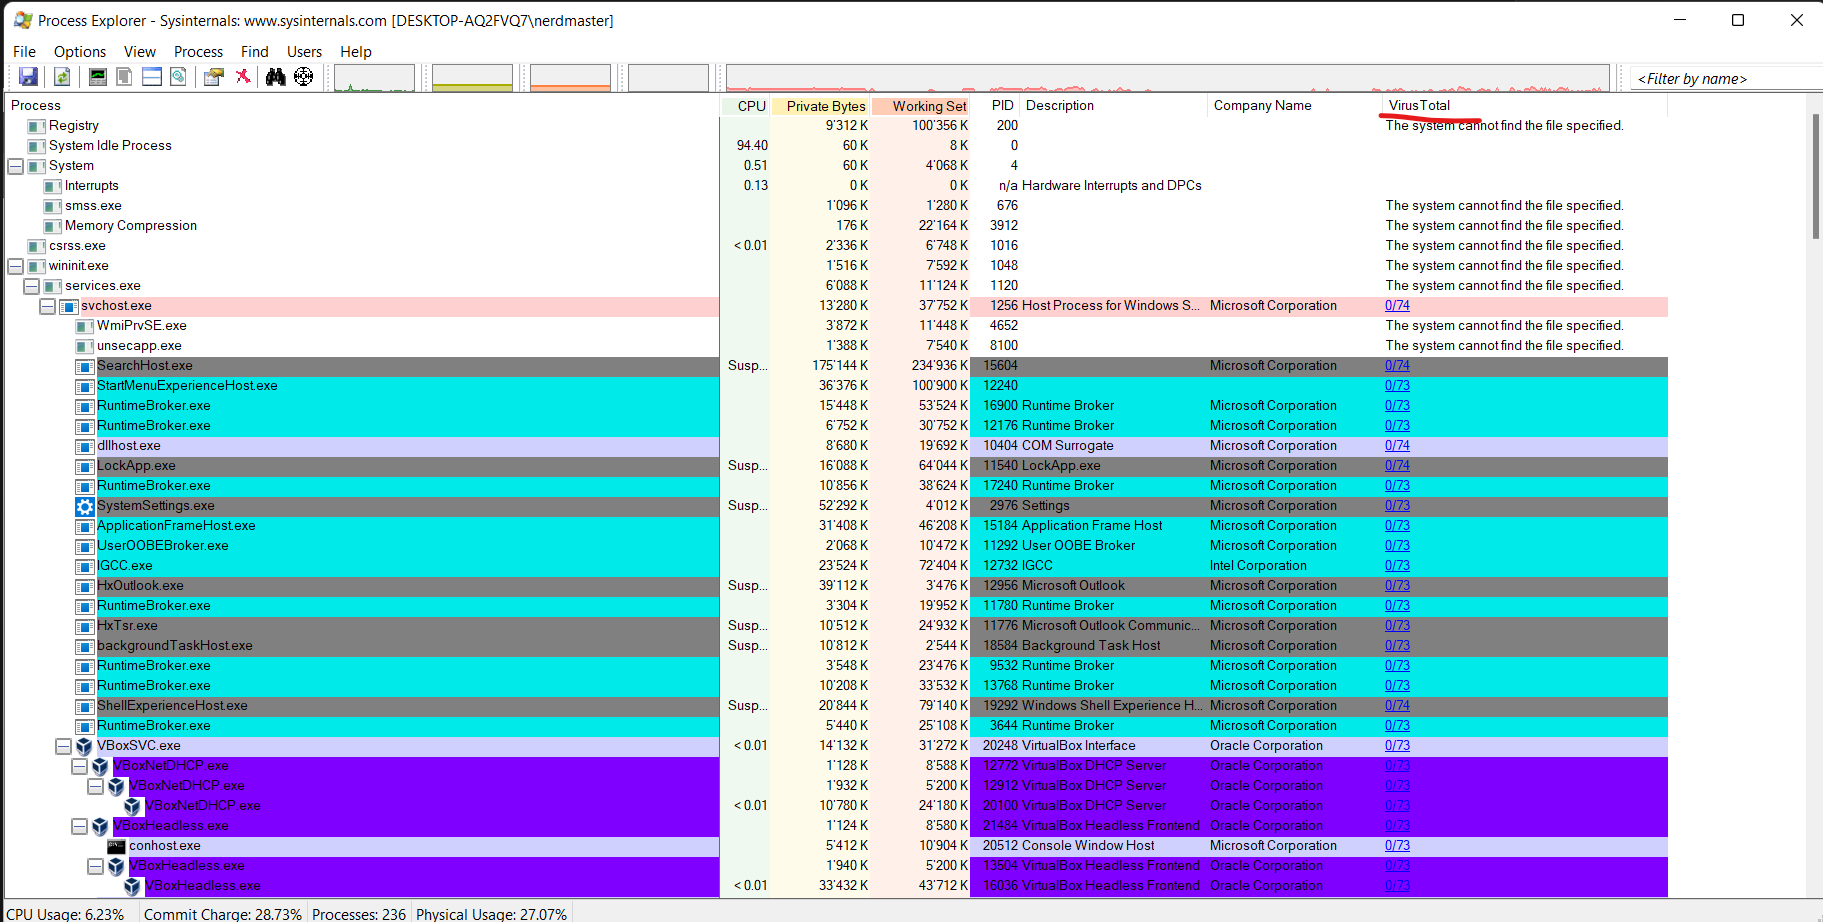 Process Explorer - Sysinternals: www.sysinternals.com [DESKTOP-AQ2FVQ7\nerdmaster]
File Options View Process Find Users Help
<Filter by name>
Process CPU Private Bytes Working Set PID Description Company Name VirusTotal
Registry 9'312 K 100'356 K 200 The system cannot find the file specified.
System Idle Process 94.40 60 K 8 K 0
System 0.51 60 K 4'068 K 4
Interrupts 0.13 0 K 0 K n/a Hardware Interrupts and DPCs
smss.exe 1'096 K 1'280 K 676 The system cannot find the file specified.
Memory Compression 176 K 22'164 K 3912 The system cannot find the file specified.
csrss.exe < 0.01 2'336 K 6'748 K 1016 The system cannot find the file specified.
wininit.exe 1'516 K 7'592 K 1048 The system cannot find the file specified.
services.exe 6'088 K 11'124 K 1120 The system cannot find the file specified.
svchost.exe 13'280 K 37'752 K 1256 Host Process for Windows S... Microsoft Corporation 0/74
WmiPrvSE.exe 3'872 K 11'448 K 4652 The system cannot find the file specified.
unsecapp.exe 1'388 K 7'540 K 8100 The system cannot find the file specified.
SearchHost.exe Susp... 175'144 K 234'936 K 15604 Microsoft Corporation 0/74
StartMenuExperienceHost.exe 36'376 K 100'900 K 12240 0/73
RuntimeBroker.exe 15'448 K 53'524 K 16900 Runtime Broker Microsoft Corporation 0/73
RuntimeBroker.exe 6'752 K 30'752 K 12176 Runtime Broker Microsoft Corporation 0/73
dllhost.exe 8'680 K 19'692 K 10404 COM Surrogate Microsoft Corporation 0/74
LockApp.exe Susp... 16'088 K 64'044 K 11540 LockApp.exe Microsoft Corporation 0/74
RuntimeBroker.exe 10'856 K 38'624 K 17240 Runtime Broker Microsoft Corporation 0/73
SystemSettings.exe Susp... 52'292 K 4'012 K 2976 Settings Microsoft Corporation 0/73
ApplicationFrameHost.exe 31'408 K 46'208 K 15184 Application Frame Host Microsoft Corporation 0/73
UserOOBEBroker.exe 2'068 K 10'472 K 11292 User OOBE Broker Microsoft Corporation 0/73
IGCC.exe 23'524 K 72'404 K 12732 IGCC Intel Corporation 0/73
HxOutlook.exe Susp... 39'112 K 3'476 K 12956 Microsoft Outlook Microsoft Corporation 0/73
RuntimeBroker.exe 3'304 K 19'952 K 11780 Runtime Broker Microsoft Corporation 0/73
HxTsr.exe Susp... 10'512 K 24'932 K 11776 Microsoft Outlook Communic... Microsoft Corporation 0/73
backgroundTaskHost.exe Susp... 10'812 K 2'544 K 18584 Background Task Host Microsoft Corporation 0/73
RuntimeBroker.exe 3'548 K 23'476 K 9532 Runtime Broker Microsoft Corporation 0/73
RuntimeBroker.exe 10'208 K 33'532 K 13768 Runtime Broker Microsoft Corporation 0/73
ShellExperienceHost.exe Susp... 20'844 K 79'140 K 19292 Windows Shell Experience H... Microsoft Corporation 0/74
RuntimeBroker.exe 5'440 K 25'108 K 3644 Runtime Broker Microsoft Corporation 0/73
VBoxSVC.exe < 0.01 14'132 K 31'272 K 20248 VirtualBox Interface Oracle Corporation 0/73
VBoxNetDHCP.exe 1'128 K 8'588 K 12772 VirtualBox DHCP Server Oracle Corporation 0/73
VBoxNetDHCP.exe 1'932 K 5'200 K 12912 VirtualBox DHCP Server Oracle Corporation 0/73
VBoxNetDHCP.exe < 0.01 10'780 K 24'180 K 20100 VirtualBox DHCP Server Oracle Corporation 0/73
VBoxHeadless.exe 1'124 K 8'580 K 21484 VirtualBox Headless Frontend Oracle Corporation 0/73
conhost.exe 5'412 K 10'904 K 20512 Console Window Host Microsoft Corporation 0/73
VBoxHeadless.exe 1'940 K 5'200 K 13504 VirtualBox Headless Frontend Oracle Corporation 0/73
VBoxHeadless.exe < 0.01 33'432 K 43'712 K 16036 VirtualBox Headless Frontend Oracle Corporation 0/73
CPU Usage: 6.23% Commit Charge: 28.73% Processes: 236 Physical Usage: 27.07%